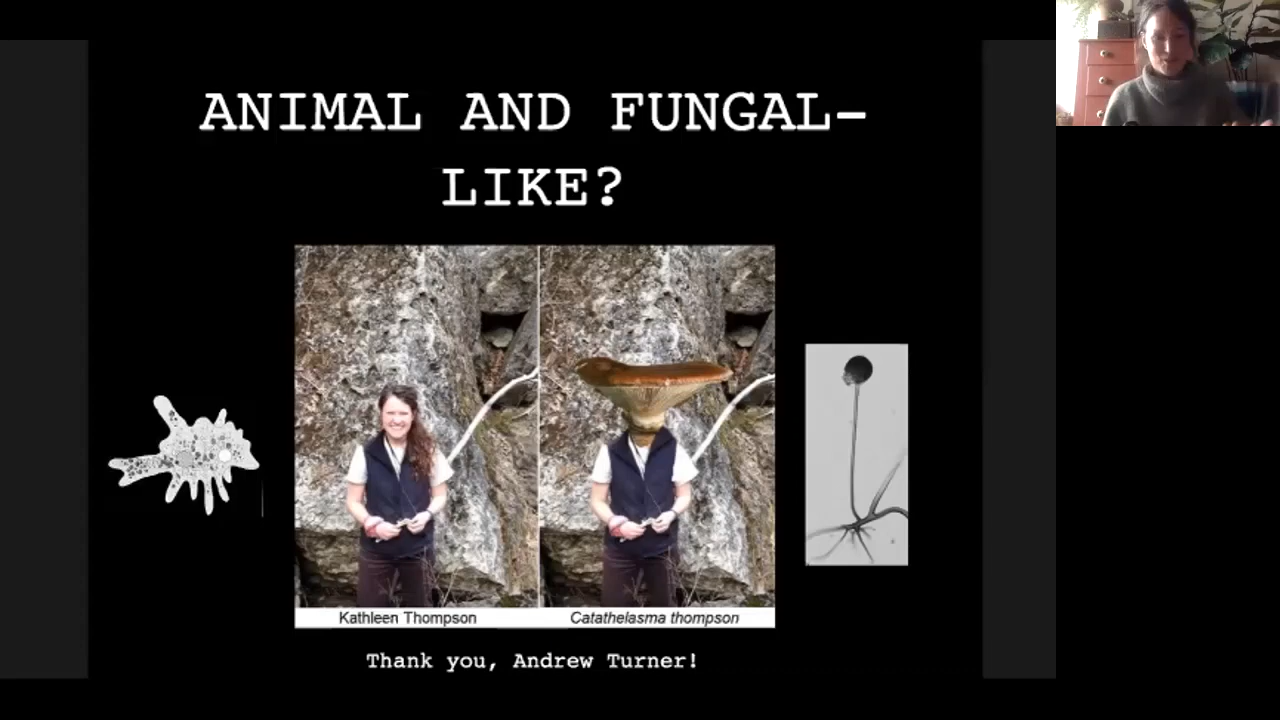 ANIMAL AND FUNGAL-
LIKE?
Kathleen Thompson
Catathelasma thompson
Thank you, Andrew Turner!